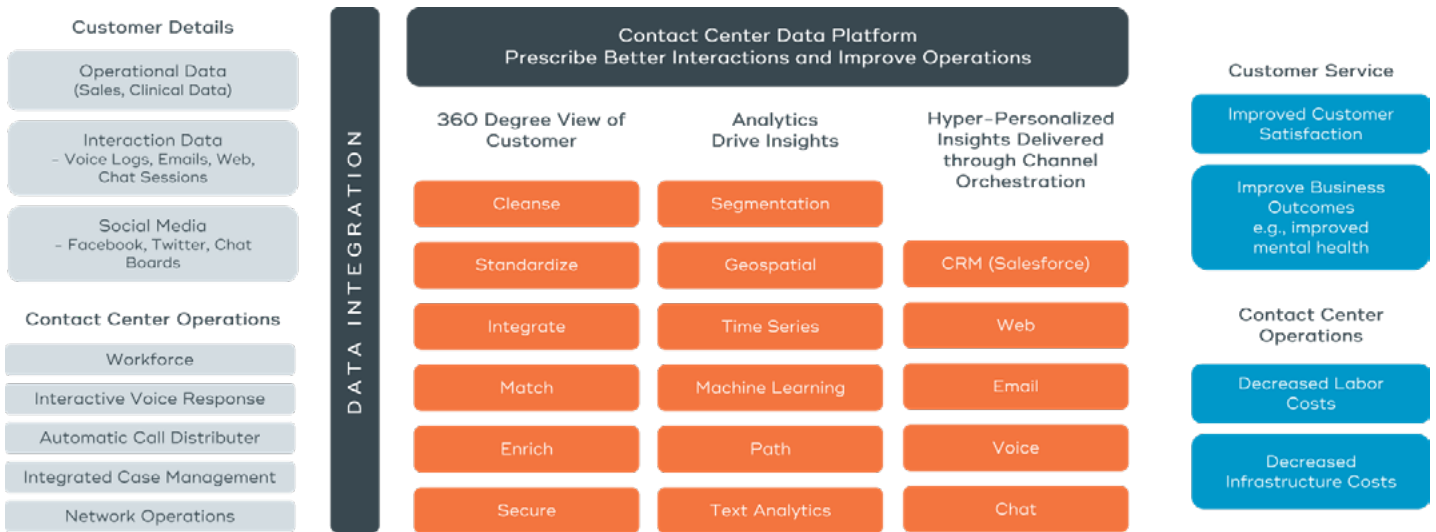 Customer Details
Operational Data
(Sales, Clinical Data)
Interaction Data
- Voice Logs, Emails, Web,
Chat Sessions
Social Media
- Facebook, Twitter, Chat
Boards
Contact Center Operations
Workforce
Interactive Voice Response
Automatic Call Distributer
Integrated Case Management
Network Operations
DATA INTEGRATION
Contact Center Data Platform
Prescribe Better Interactions and Improve Operations
360 Degree View of
Customer
Cleanse
Standardize
Integrate
Match
Enrich
Secure
Analytics
Drive Insights
Segmentation
Geospatial
Time Series
Machine Learning
Path
Text Analytics
Hyper-Personalized
Insights Delivered
through Channel
Orchestration
CRM (Salesforce)
Web
Email
Voice
Chat
Customer Service
Improved Customer
Satisfaction
Improve Business
Outcomes
e.g., improved
mental health
Contact Center
Operations
Decreased Labor
Costs
Decreased
Infrastructure Costs